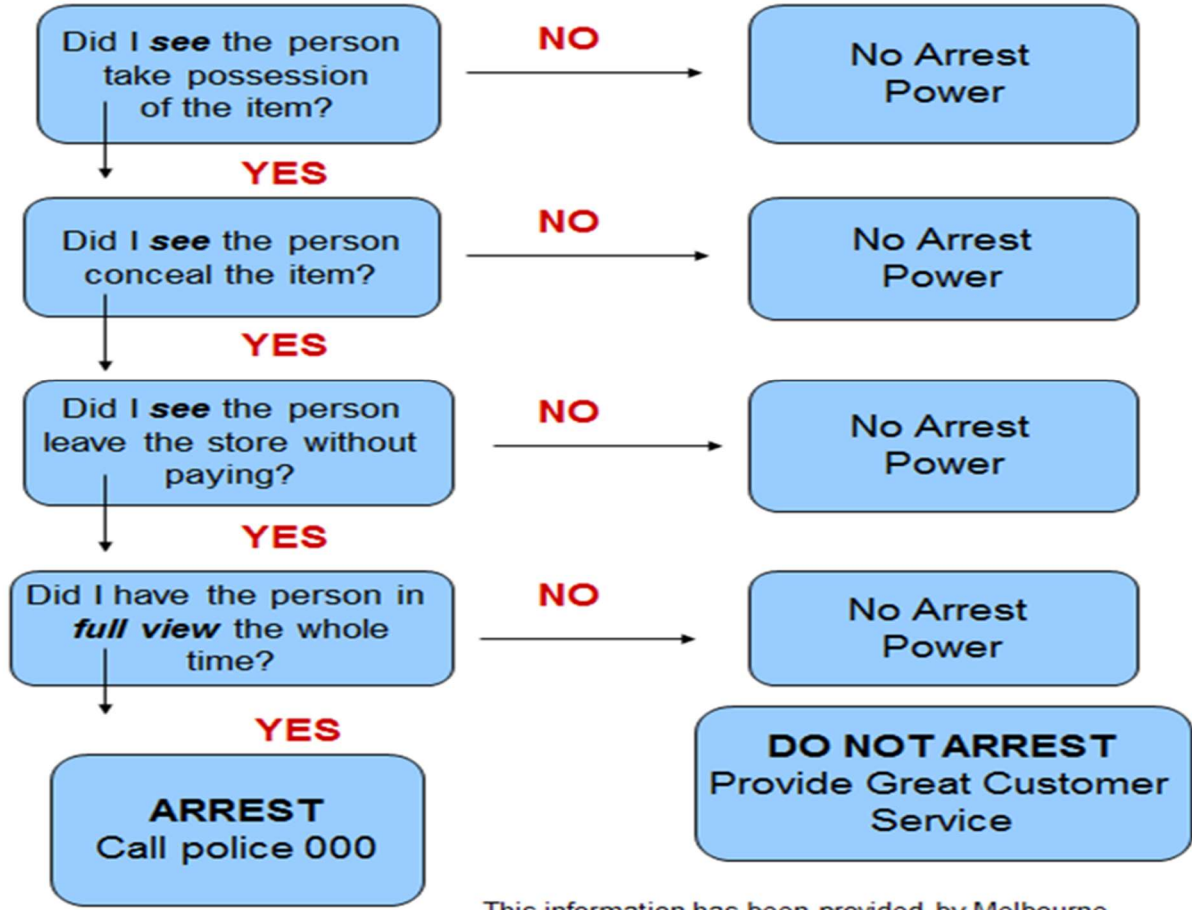 Did I see the person
take possession
of the item?
NO
No Arrest
Power
YES
Did I see the person
conceal the item?
NO
No Arrest
Power
YES
Did I see the person
leave the store without
paying?
NO
No Arrest
Power
YES
Did I have the person in
full view the whole
time?
NO
No Arrest
Power
YES
ARREST
Call police 000
DO NOT ARREST
Provide Great Customer
Service
This information has been provided by Melbourne